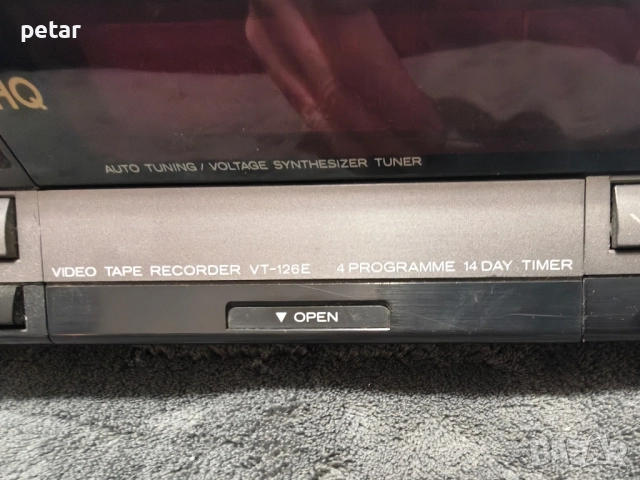 petar
HQ
AUTO TUNING / VOLTAGE SYNTHESIZER TUNER
VIDEO TAPE RECORDER VT-126E 4 PROGRAMME 14 DAY TIMER
▼ OPEN